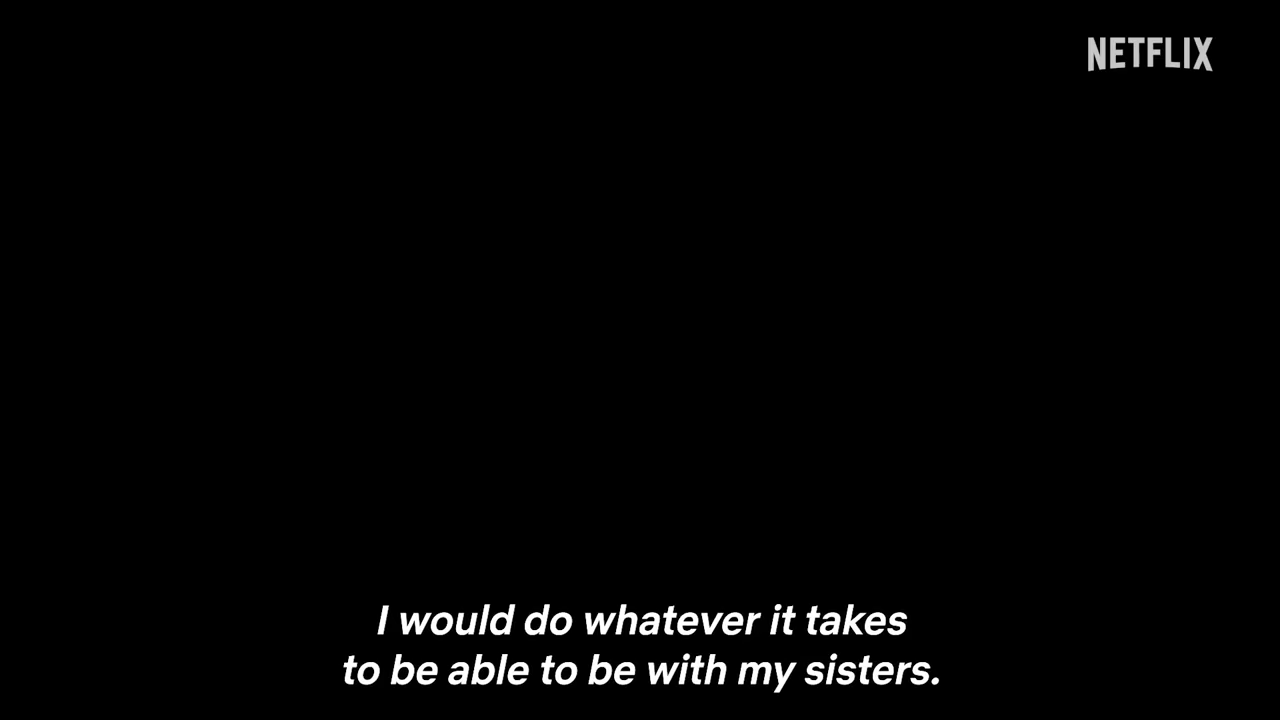 NETFLIX
I would do whatever it takes
to be able to be with my sisters.